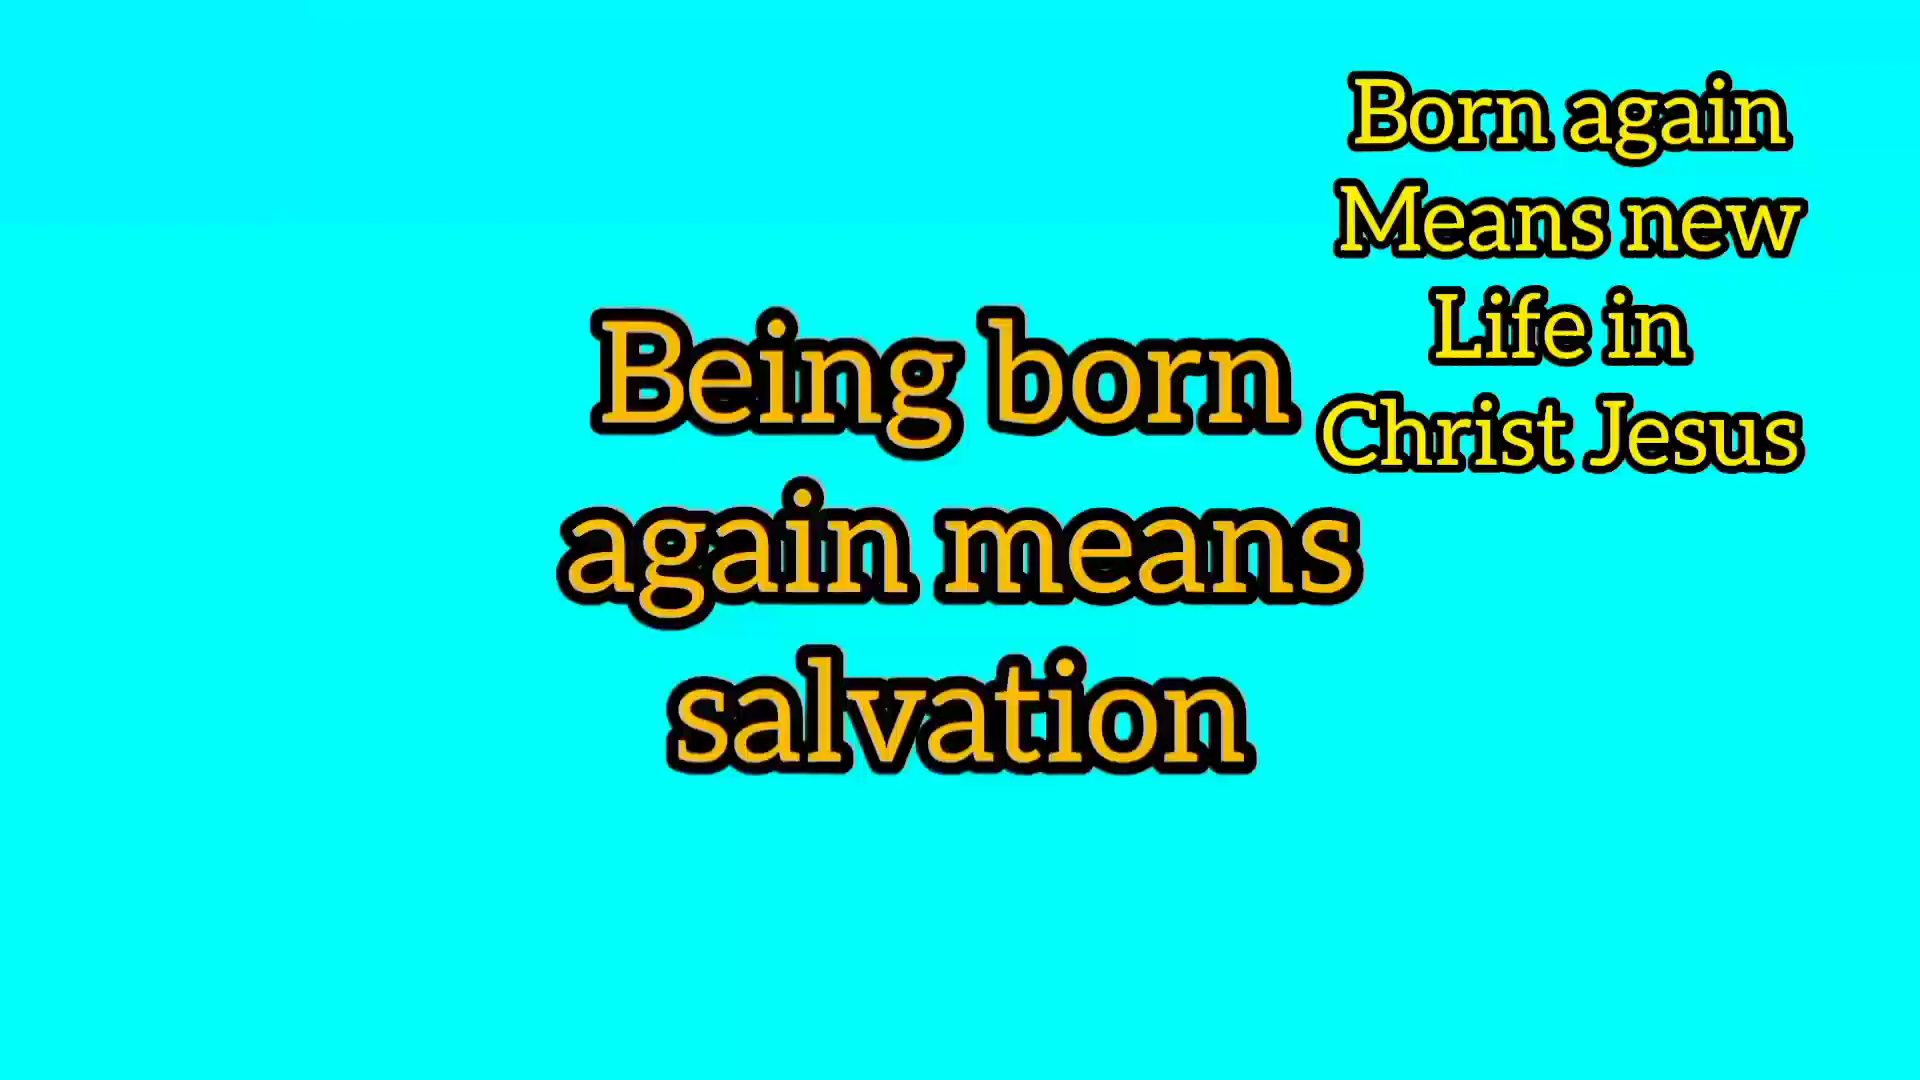 Born again
Means new
Life in
Christ Jesus
Being born
again means
salvation